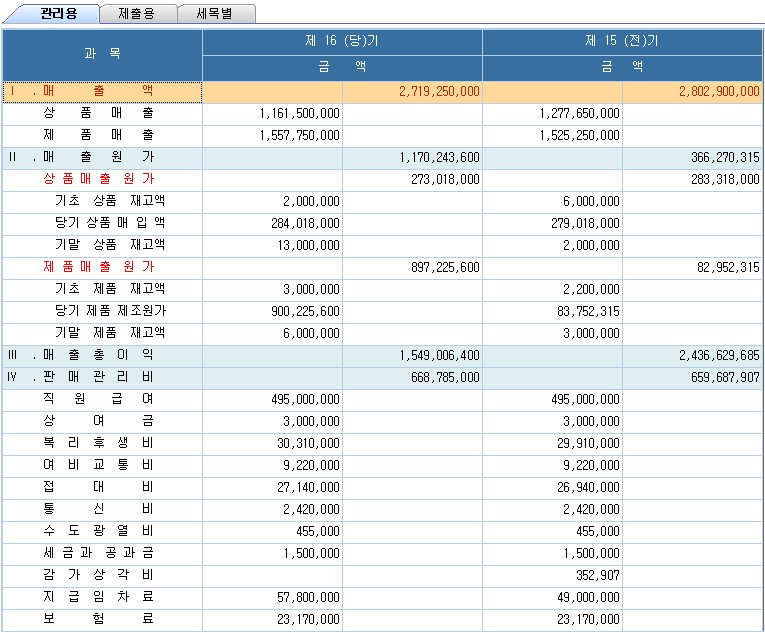 관리용 제출용 세목별
과 목 제 16 (당)기 제 15 (전)기
금 액 금 액
Ⅰ.매 출 액 2,719,250,000 2,802,900,000
상 품 매 출 1,161,500,000 1,277,650,000
제 품 매 출 1,557,750,000 1,525,250,000
Ⅱ.매 출 원 가 1,170,243,600 366,270,315
상 품 매 출 원 가 273,018,000 283,318,000
기초 상품 재고액 2,000,000 6,000,000
당기 상품 매 입 액 284,018,000 279,018,000
기말 상품 재고액 13,000,000 2,000,000
제 품 매 출 원 가 897,225,600 82,952,315
기초 제품 재고액 3,000,000 2,200,000
당기 제품 제조원가 900,225,600 83,752,315
기말 제품 재고액 6,000,000 3,000,000
Ⅲ.매 출 총 이 익 1,549,006,400 2,436,629,685
Ⅳ.판 매 관 리 비 668,785,000 659,687,907
직 원 급 여 495,000,000 495,000,000
상 여 금 3,000,000 3,000,000
복 리 후 생 비 30,310,000 29,910,000
여 비 교 통 비 9,220,000 9,220,000
접 대 비 27,140,000 26,940,000
통 신 비 2,420,000 2,420,000
수 도 광 열 비 455,000 455,000
세 금 과 공 과 금 1,500,000 1,500,000
감 가 상 각 비 352,907
지 급 임 차 료 57,800,000 49,000,000
보 험 료 23,170,000 23,170,000